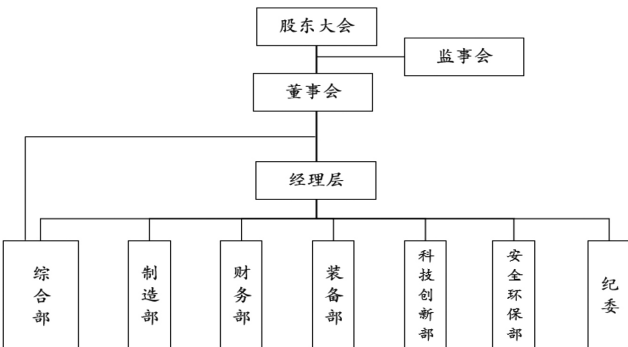 股东大会
监事会
董事会
经理层
综合部
制造部
财务部
装备部
科技创新部
安全环保部
纪委